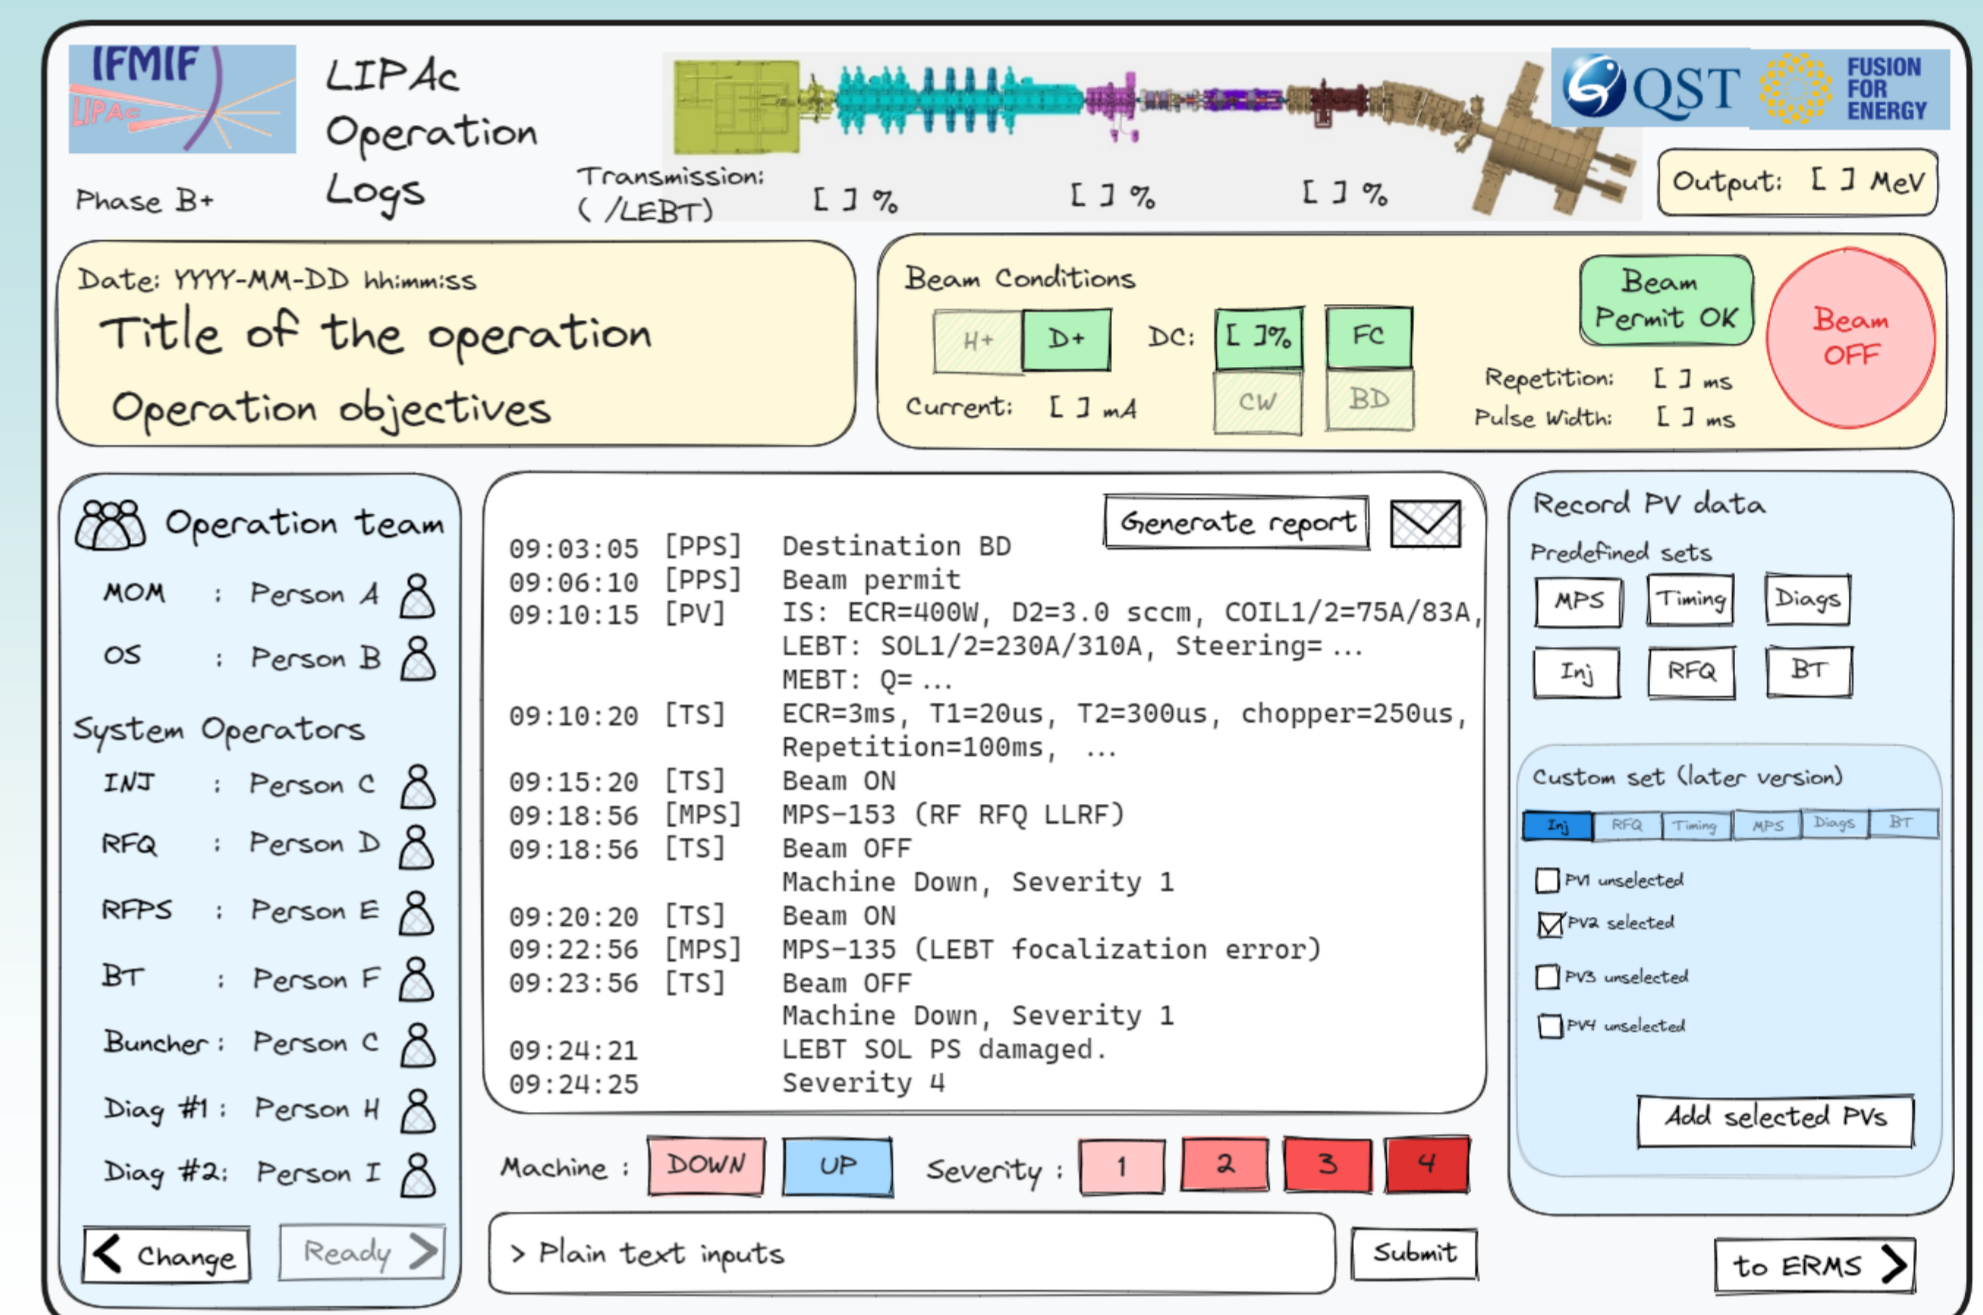 IFMIF
LIPAc
LIPAc
Operation
Logs
Phase B+
Transmission:
( /LEBT)
[ ] %
[ ] %
[ ] %
QST
FUSION
FOR
ENERGY
Output: [ ] MeV
Date: YYYY-MM-DD hh:mm:ss
Title of the operation
Operation objectives
Beam Conditions
H+ D+ DC: [ ]% FC
Current: [ ] mA CW BD
Beam
Permit OK
Repetition: [ ] ms
Pulse Width: [ ] ms
Beam
OFF
Operation team
MOM : Person A
OS : Person B
System Operators
INJ : Person C
RFQ : Person D
RFPS : Person E
BT : Person F
Buncher: Person C
Diag #1: Person H
Diag #2: Person I
Change
Ready
Generate report
09:03:05 [PPS] Destination BD
09:06:10 [PPS] Beam permit
09:10:15 [PV] IS: ECR=400W, D2=3.0 sccm, COIL1/2=75A/83A,
LEBT: SOL1/2=230A/310A, Steering= ...
MEBT: Q= ...
09:10:20 [TS] ECR=3ms, T1=20us, T2=300us, chopper=250us,
Repetition=100ms, ...
09:15:20 [TS] Beam ON
09:18:56 [MPS] MPS-153 (RF RFQ LLRF)
09:18:56 [TS] Beam OFF
Machine Down, Severity 1
09:20:20 [TS] Beam ON
09:22:56 [MPS] MPS-135 (LEBT focalization error)
09:23:56 [TS] Beam OFF
Machine Down, Severity 1
09:24:21 LEBT SOL PS damaged.
09:24:25 Severity 4
Machine : DOWN UP Severity : 1 2 3 4
> Plain text inputs
Submit
Record PV data
Predefined sets
MPS Timing Diags
Inj RFQ BT
Custom set (later version)
Inj RFQ Timing MPS Diags BT
PV1 unselected
PV2 selected
PV3 unselected
PV4 unselected
Add selected PVs
to ERMS